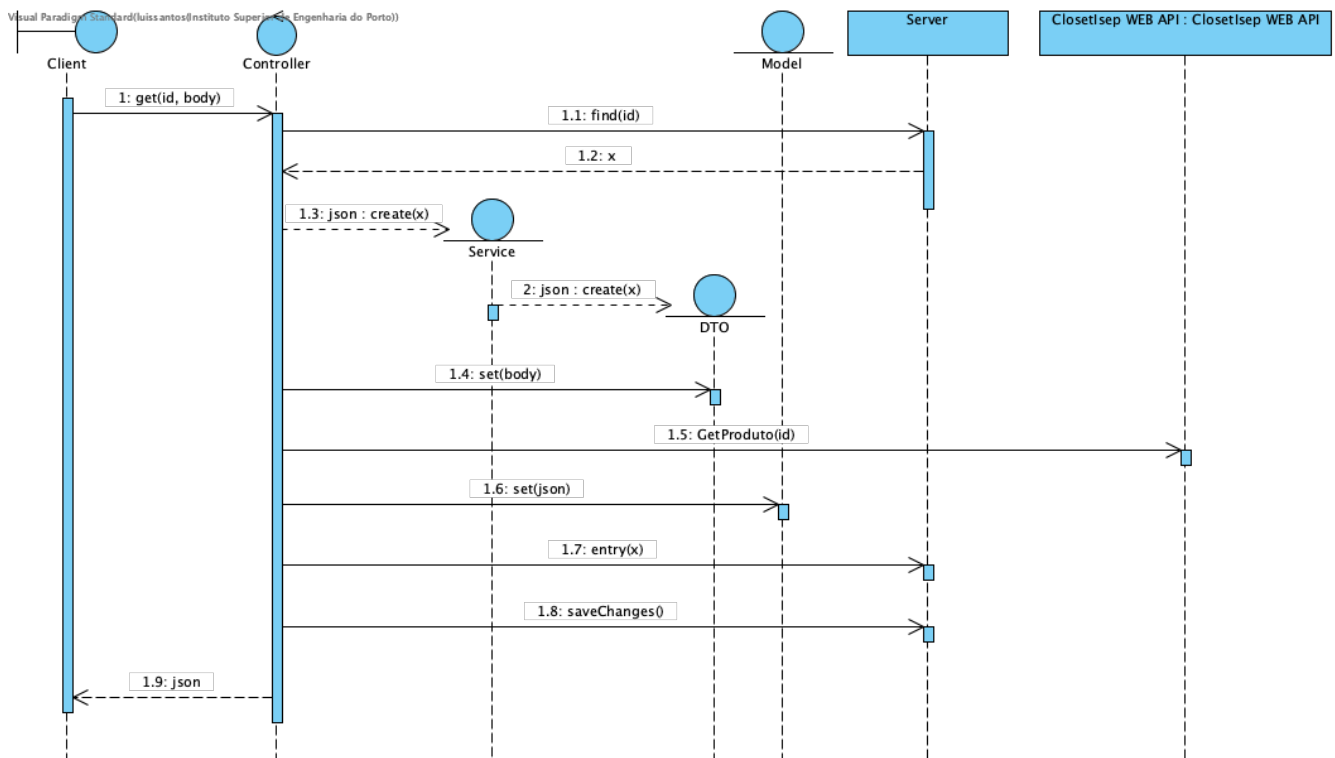 Visual Paradigm Standard(luissantos(Instituto Superior de Engenharia do Porto))
Client
Controller
Model
Server
ClosetIsep WEB API : ClosetIsep WEB API
1: get(id, body)
1.1: find(id)
1.2: x
1.3: json : create(x)
Service
2: json : create(x)
DTO
1.4: set(body)
1.5: GetProduto(id)
1.6: set(json)
1.7: entry(x)
1.8: saveChanges()
1.9: json